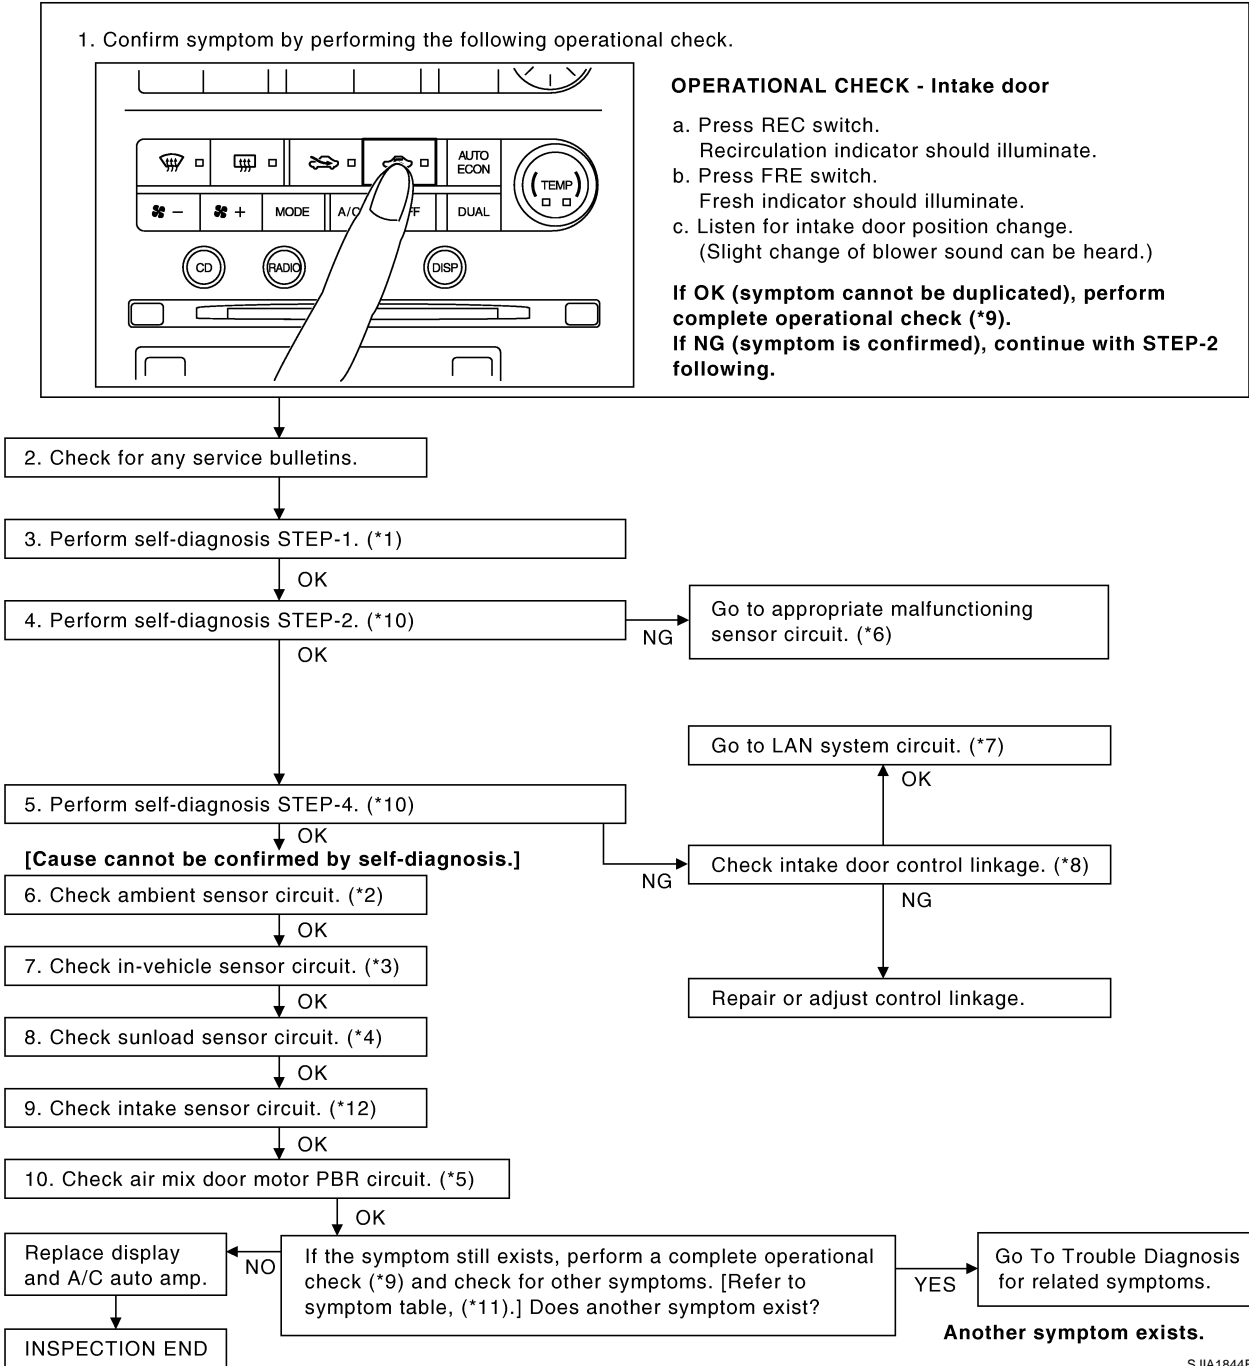 1. Confirm symptom by performing the following operational check.
AUTO
ECON
TEMP
−
+
MODE
A/C
FF
DUAL
CD
RADIO
DISP
OPERATIONAL CHECK - Intake door
a. Press REC switch.
Recirculation indicator should illuminate.
b. Press FRE switch.
Fresh indicator should illuminate.
c. Listen for intake door position change.
(Slight change of blower sound can be heard.)
If OK (symptom cannot be duplicated), perform
complete operational check (*9).
If NG (symptom is confirmed), continue with STEP-2
following.
2. Check for any service bulletins.
3. Perform self-diagnosis STEP-1. (*1)
OK
4. Perform self-diagnosis STEP-2. (*10)
NG
Go to appropriate malfunctioning
sensor circuit. (*6)
OK
Go to LAN system circuit. (*7)
OK
5. Perform self-diagnosis STEP-4. (*10)
OK
[Cause cannot be confirmed by self-diagnosis.]
NG
Check intake door control linkage. (*8)
NG
Repair or adjust control linkage.
6. Check ambient sensor circuit. (*2)
OK
7. Check in-vehicle sensor circuit. (*3)
OK
8. Check sunload sensor circuit. (*4)
OK
9. Check intake sensor circuit. (*12)
OK
10. Check air mix door motor PBR circuit. (*5)
OK
If the symptom still exists, perform a complete operational
check (*9) and check for other symptoms. [Refer to
symptom table, (*11).] Does another symptom exist?
NO
Replace display
and A/C auto amp.
INSPECTION END
YES
Go To Trouble Diagnosis
for related symptoms.
Another symptom exists.
SJIA1844E